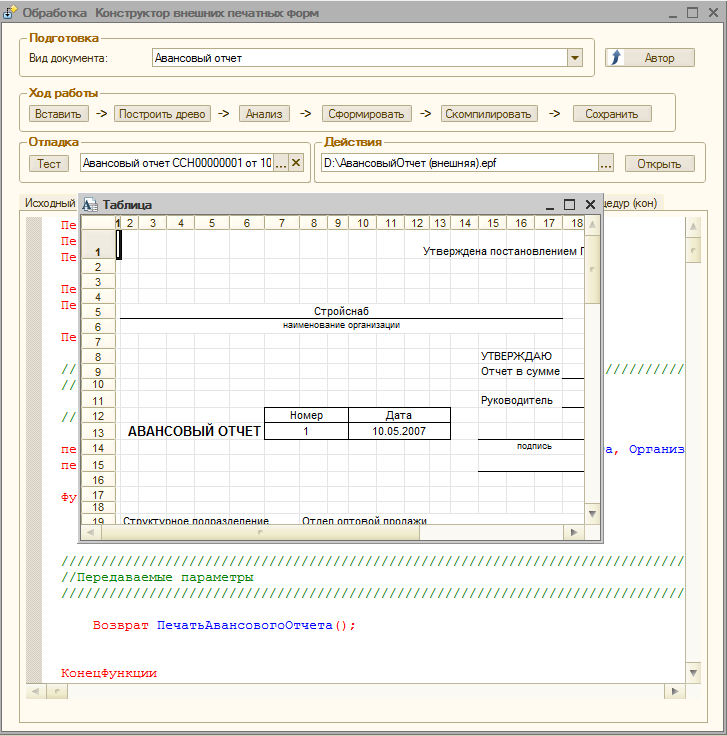 Обработка Конструктор внешних печатных форм
Подготовка
Вид документа: Авансовый отчет Автор
Ход работы
Вставить -> Построить древо -> Анализ -> Сформировать -> Скомпилировать -> Сохранить
Отладка Действия
Тест Авансовый отчет ССН00000001 от 10 ... D:\АвансовыйОтчет (внешняя).epf ... Открыть
Исходный Таблица цедур (кон)
1 2 3 4 5 6 7 8 9 10 11 12 13 14 15 16 17 18
Пе
Пе
1 Утверждена постановлением Г
Пе
2
3
Пе
4
Пе
5 Стройснаб
6 наименование организации
Пе
7
8 УТВЕРЖДАЮ
9 Отчет в сумме
//
10
//
11 Руководитель
12 Номер Дата
//
13 АВАНСОВЫЙ ОТЧЕТ 1 10.05.2007
14 подпись
пе а, Организ
15
пе
16
17
фу
18
19 Структурное подразделение Отдел оптовой продажи
//////////////////////////////////////////////////////////////////////////////
//Передаваемые параметры
//////////////////////////////////////////////////////////////////////////////
Возврат ПечатьАвансовогоОтчета();
Конецфункции